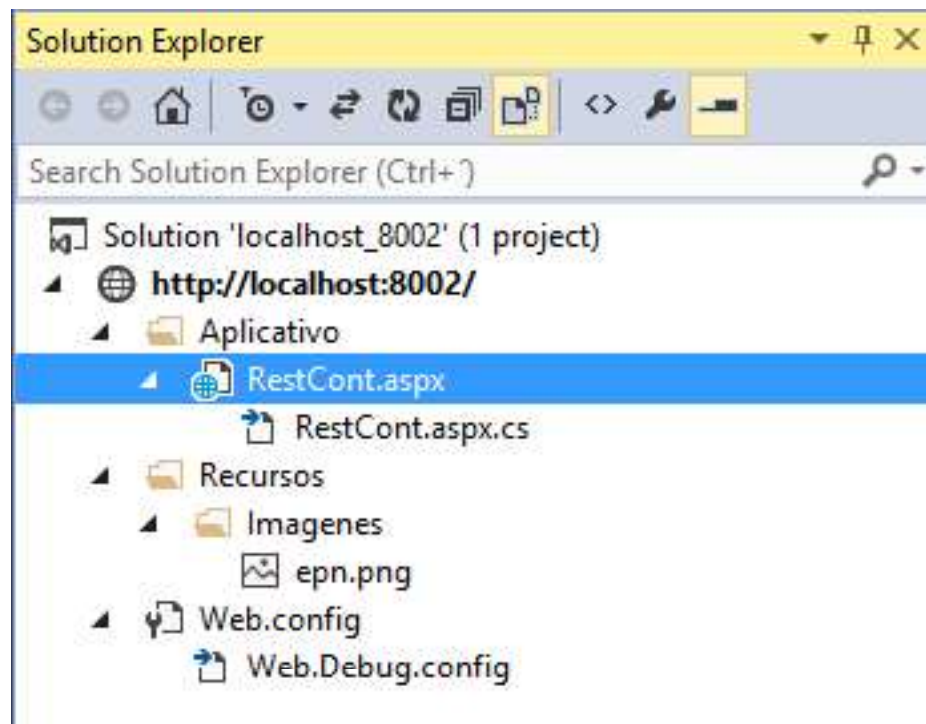 Solution Explorer
Search Solution Explorer (Ctrl+¨)
Solution 'localhost_8002' (1 project)
http://localhost:8002/
Aplicativo
RestCont.aspx
RestCont.aspx.cs
Recursos
Imagenes
epn.png
Web.config
Web.Debug.config